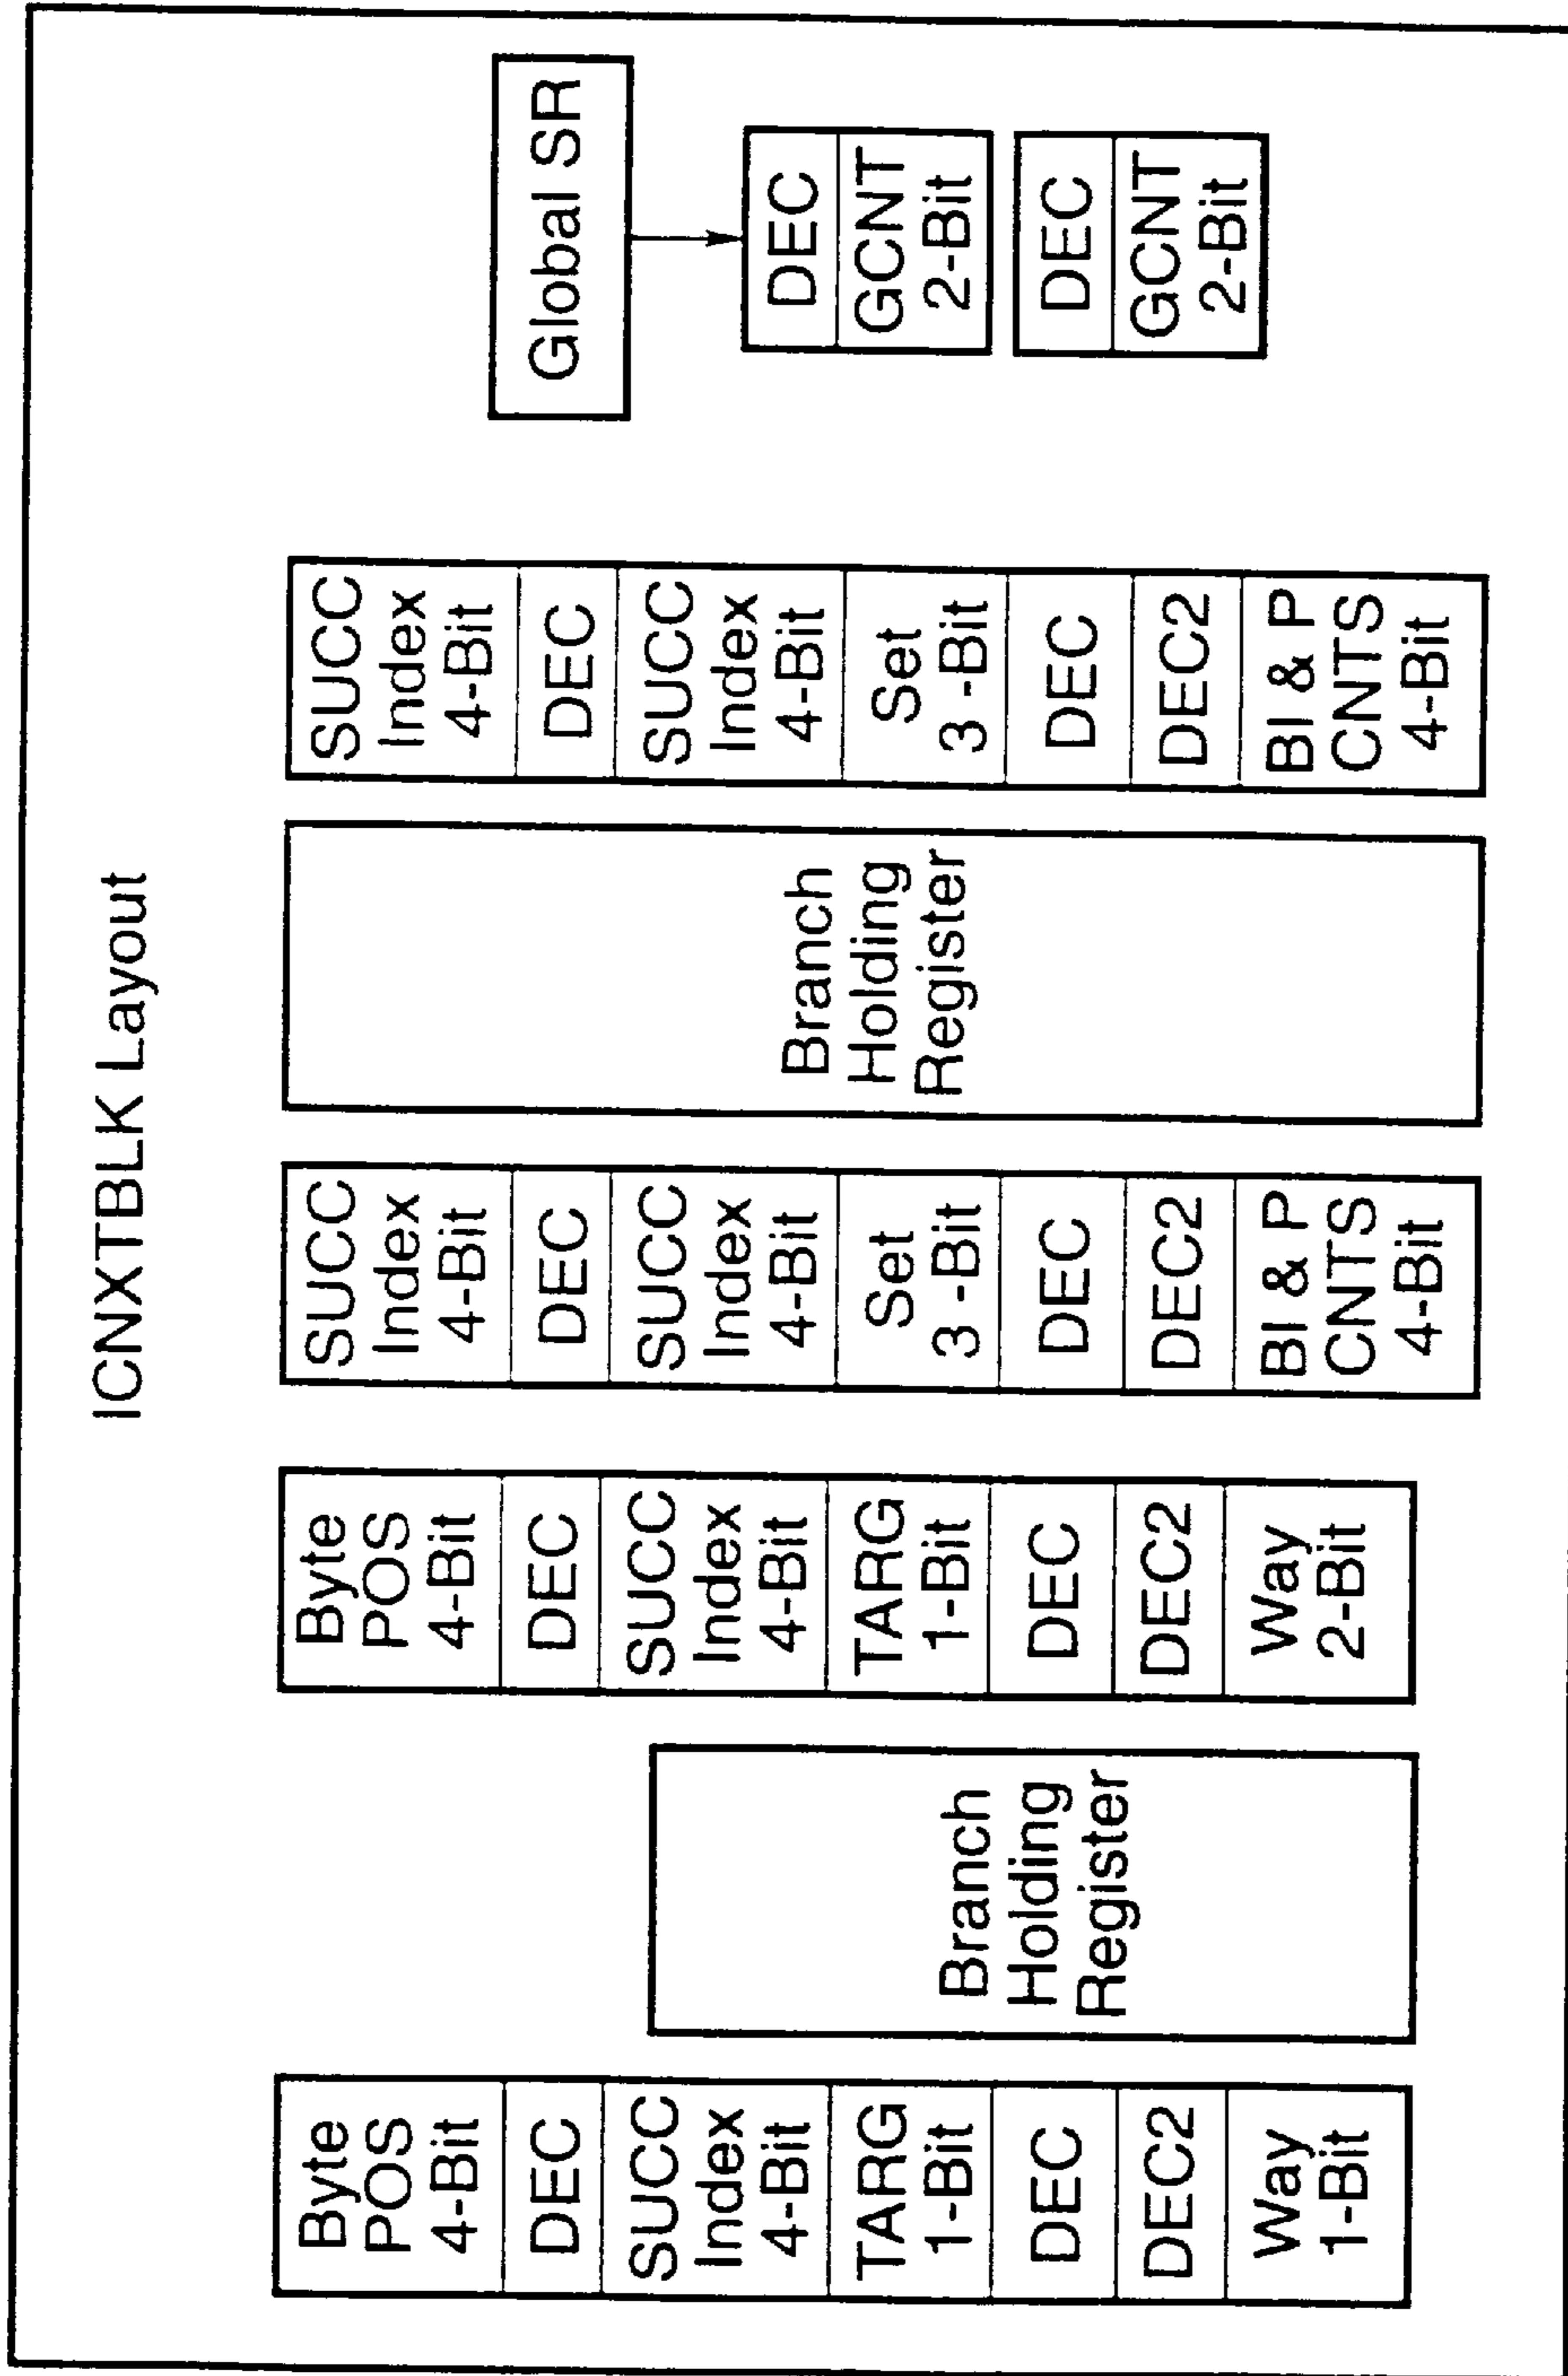 ICNXTBLK Layout
Byte
POS
4-Bit
DEC
SUCC
Index
4-Bit
TARG
1-Bit
DEC
DEC2
Way
1-Bit
Branch
Holding
Register
Byte
POS
4-Bit
DEC
SUCC
Index
4-Bit
TARG
1-Bit
DEC
DEC2
Way
2-Bit
SUCC
Index
4-Bit
DEC
SUCC
Index
4-Bit
Set
3 -Bit
DEC
DEC2
BI & P
CNTS
4-Bit
Branch
Holding
Register
SUCC
Index
4-Bit
DEC
SUCC
Index
4-Bit
Set
3 -Bit
DEC
DEC2
BI & P
CNTS
4-Bit
Global SR
DEC
GCNT
2-Bit
DEC
GCNT
2-Bit